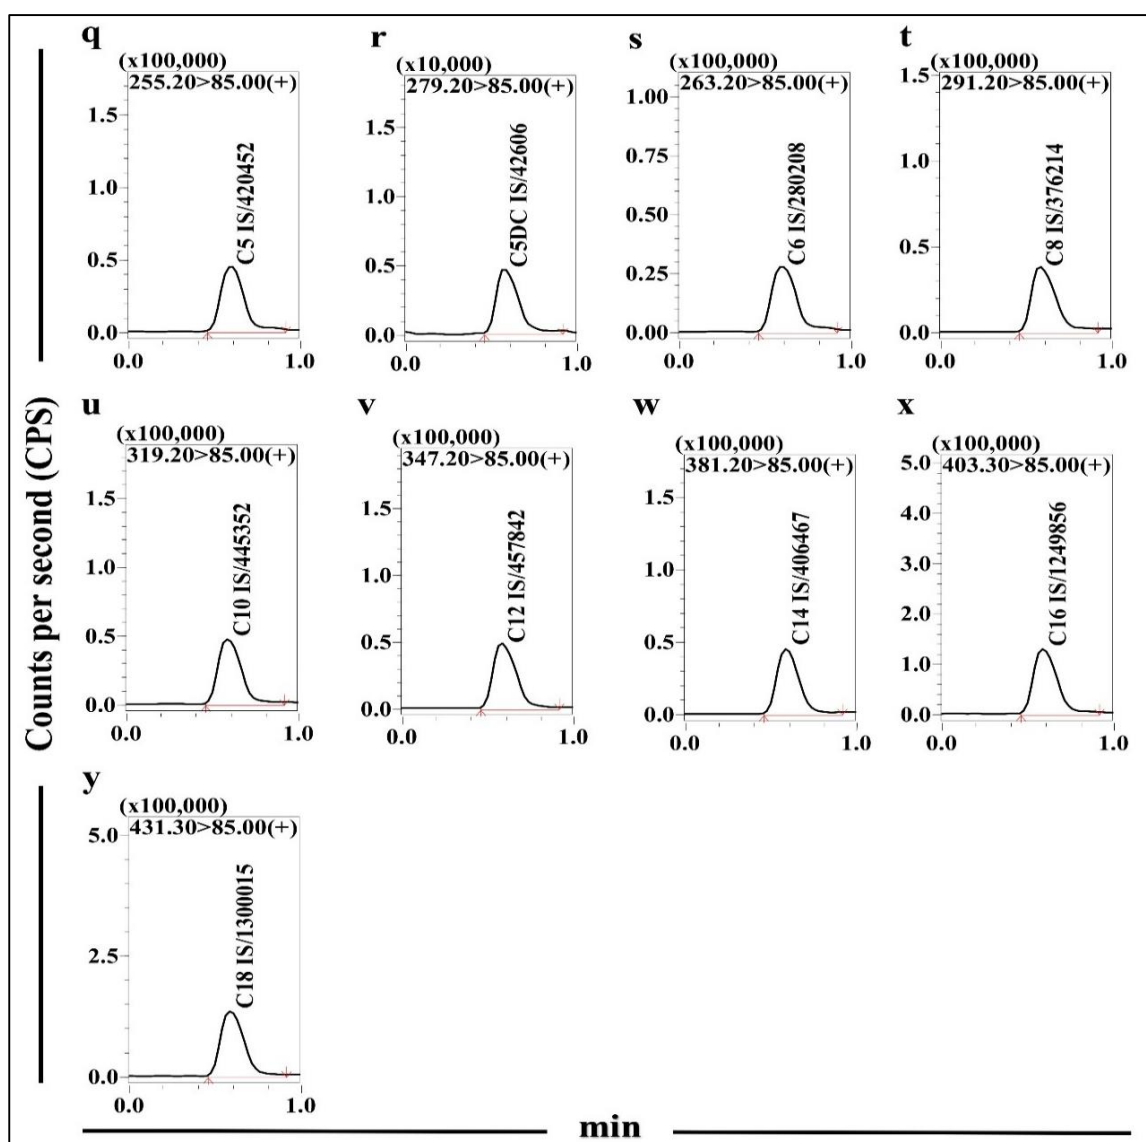 q
(x100,000)
255.20>85.00(+)
1.5
1.0
0.5
0.0
C5 IS/420452
0.0 1.0
r
(x10,000)
279.20>85.00(+)
1.5
1.0
0.5
0.0
C5DC IS/42606
0.0 1.0
s
(x100,000)
263.20>85.00(+)
1.00
0.75
0.50
0.25
0.00
C6 IS/280208
0.0 1.0
t
(x100,000)
291.20>85.00(+)
1.5
1.0
0.5
0.0
C8 IS/376214
0.0 1.0
Counts per second (CPS)
u
(x100,000)
319.20>85.00(+)
1.5
1.0
0.5
0.0
C10 IS/445352
0.0 1.0
v
(x100,000)
347.20>85.00(+)
1.5
1.0
0.5
0.0
C12 IS/457842
0.0 1.0
w
(x100,000)
381.20>85.00(+)
1.5
1.0
0.5
0.0
C14 IS/406467
0.0 1.0
x
(x100,000)
403.30>85.00(+)
5.0
4.0
3.0
2.0
1.0
0.0
C16 IS/1249856
0.0 1.0
y
(x100,000)
431.30>85.00(+)
5.0
2.5
0.0
C18 IS/1300015
0.0 1.0
min